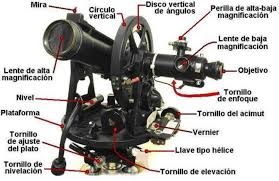 Mira
Círculo
vertical
Disco vertical
de ángulos
Perilla de alta-baja
magnificación
Lente de baja
magnificación
Lente de alta
magnificación
Objetivo
Tornillo
de enfoque
Nivel
Plataforma
Tornillo del acimut
Vernier
Tornillo
de ajuste
del plato
Llave tipo hélice
Tornillo de
nivelación
Tornillo de elevación